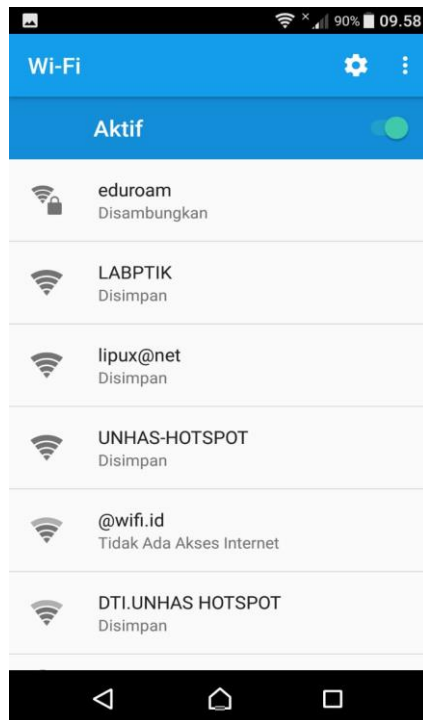 90% 09.58
Wi-Fi
Aktif
eduroam
Disambungkan
LABPTIK
Disimpan
lipux@net
Disimpan
UNHAS-HOTSPOT
Disimpan
@wifi.id
Tidak Ada Akses Internet
DTI.UNHAS HOTSPOT
Disimpan